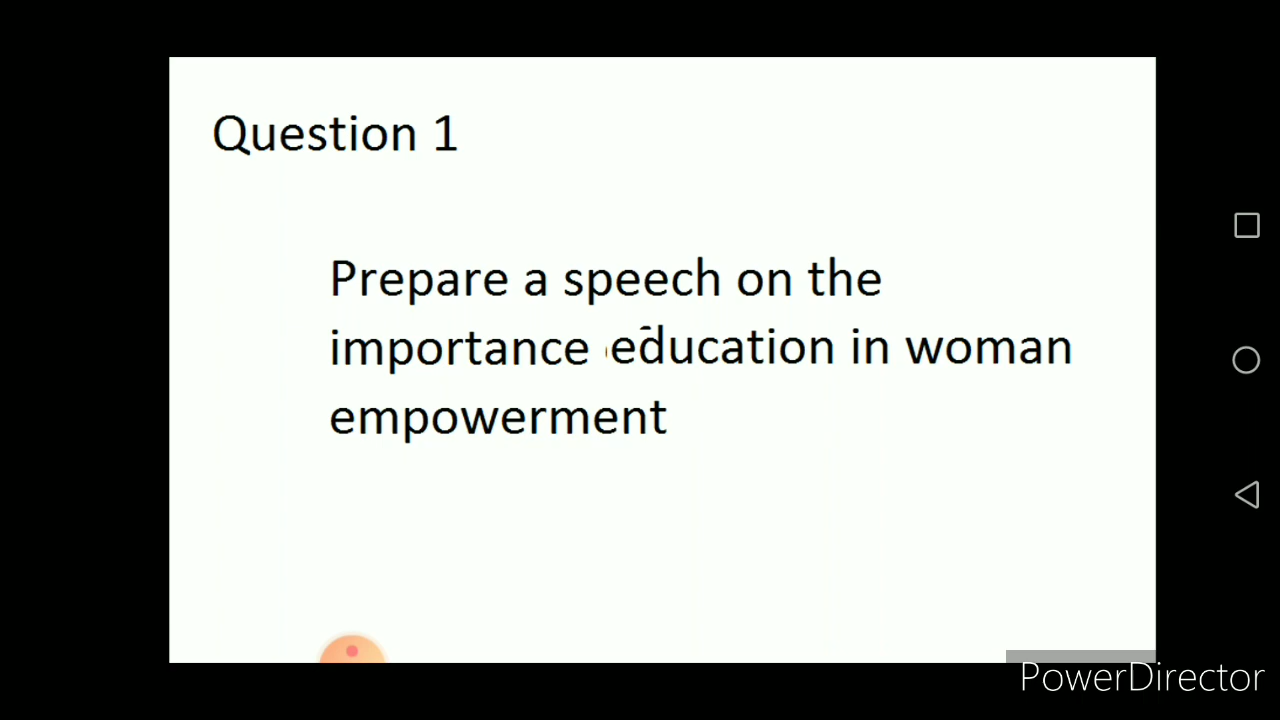 Question 1
Prepare a speech on the
importance education in woman
empowerment
PowerDirector